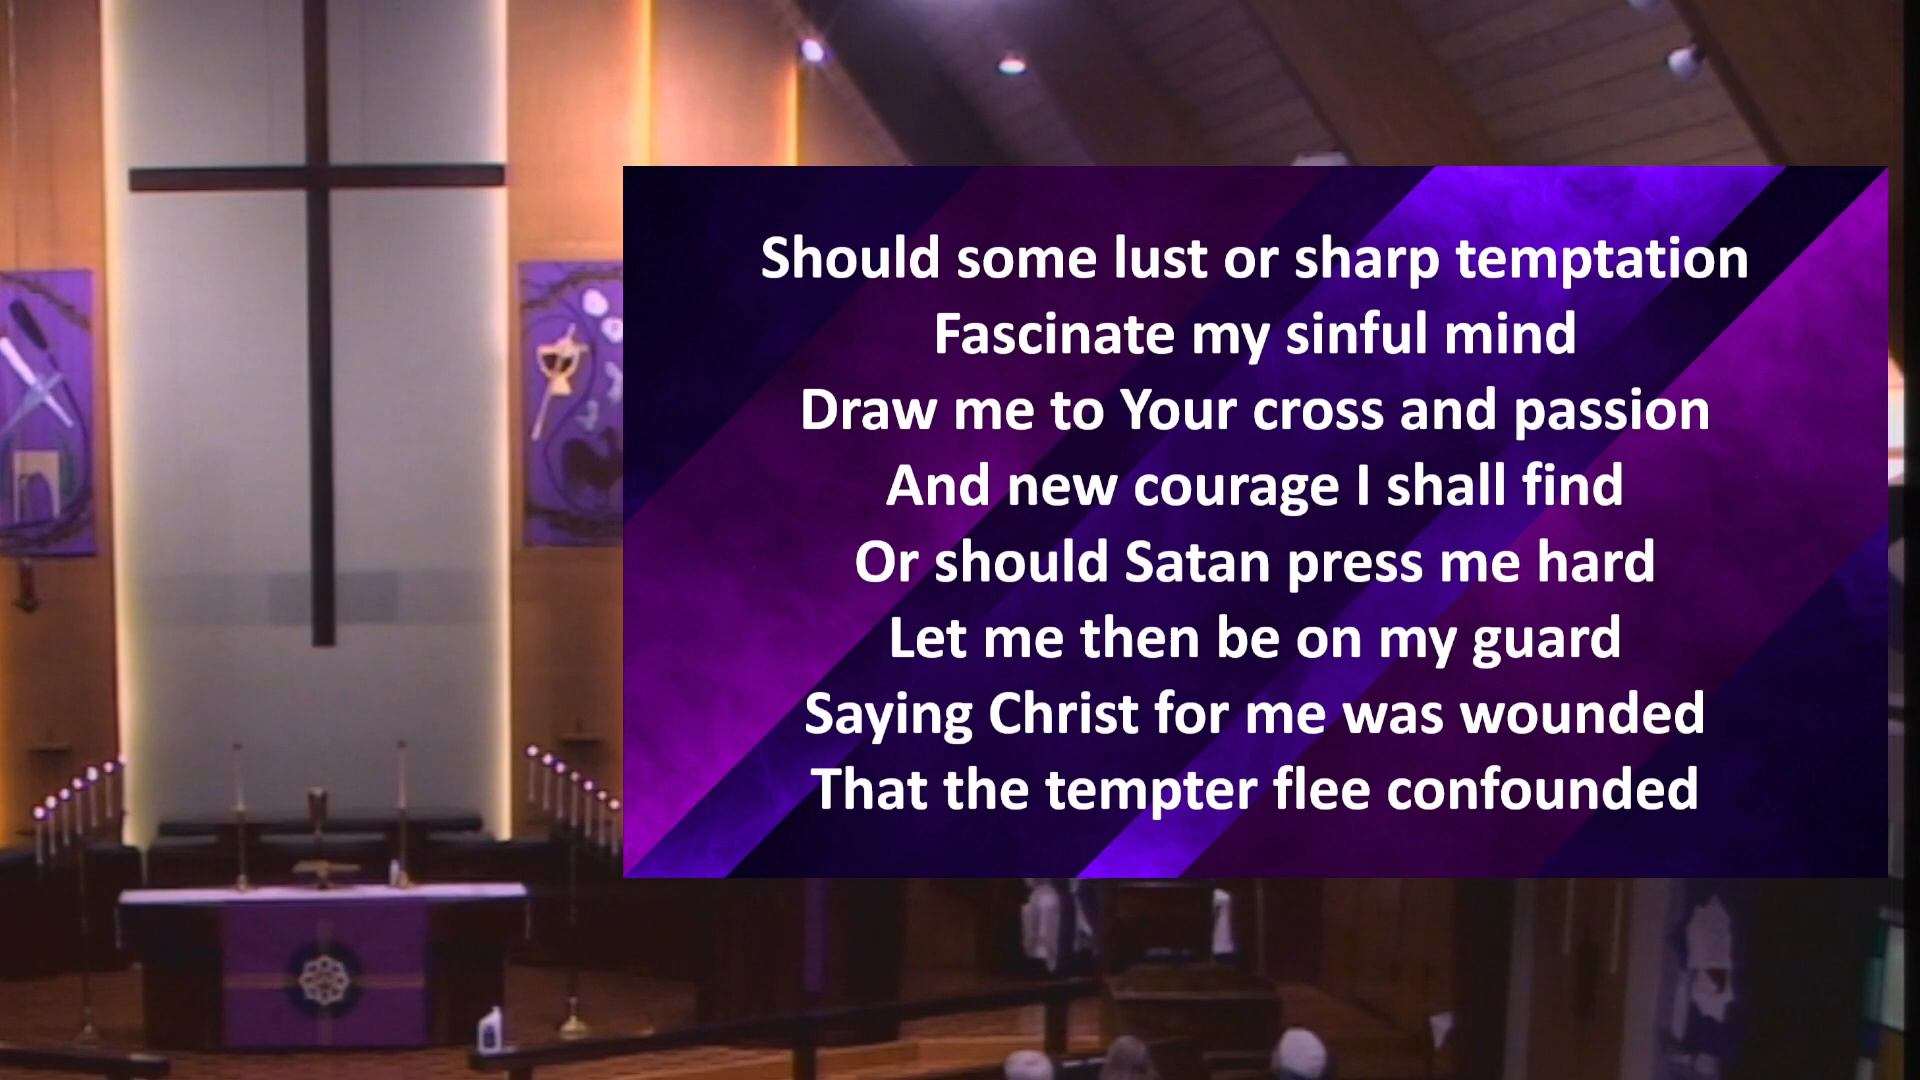 Should some lust or sharp temptation
Fascinate my sinful mind
Draw me to Your cross and passion
And new courage I shall find
Or should Satan press me hard
Let me then be on my guard
Saying Christ for me was wounded
That the tempter flee confounded